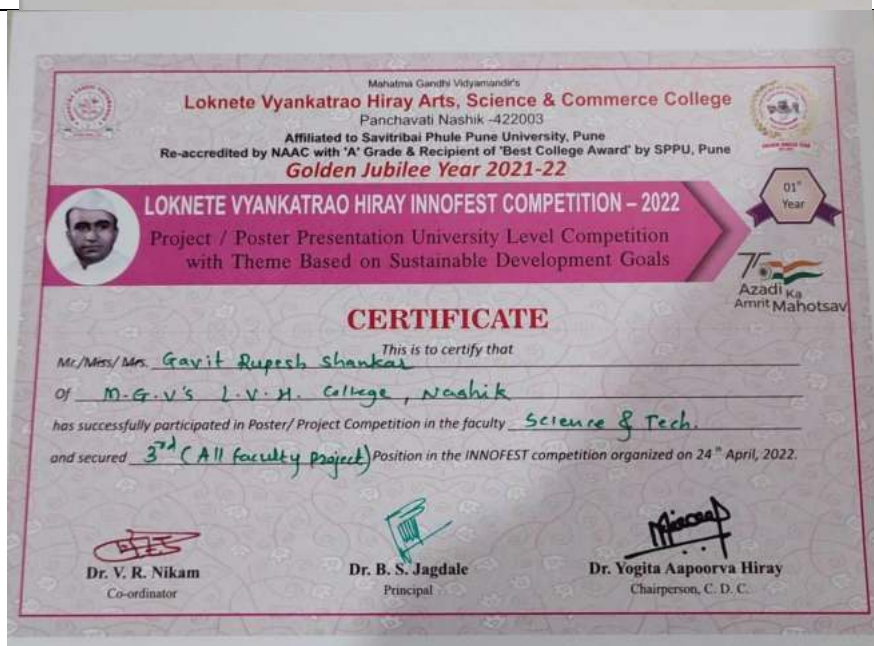 Mahatma Gandhi Vidyamandir's
Loknete Vyankatrao Hiray Arts, Science & Commerce College
Panchavati Nashik -422003
Affiliated to Savitribai Phule Pune University, Pune
Re-accredited by NAAC with 'A' Grade & Recipient of 'Best College Award' by SPPU, Pune
Golden Jubilee Year 2021-22
LOKNETE VYANKATRAO HIRAY INNOFEST COMPETITION – 2022
01st
Year
Project / Poster Presentation University Level Competition
with Theme Based on Sustainable Development Goals
75
Azadi Ka
Amrit Mahotsav
CERTIFICATE
This is to certify that
Mr./Miss/ Mrs. Gavit Rupesh Shankar
Of M.G.V's L.V.H. College, Nashik
has successfully participated in Poster/ Project Competition in the faculty Science & Tech.
and secured 3rd (All faculty project) Position in the INNOFEST competition organized on 24th April, 2022.
Dr. V. R. Nikam
Co-ordinator
Dr. B. S. Jagdale
Principal
Dr. Yogita Aapoorva Hiray
Chairperson, C. D. C.